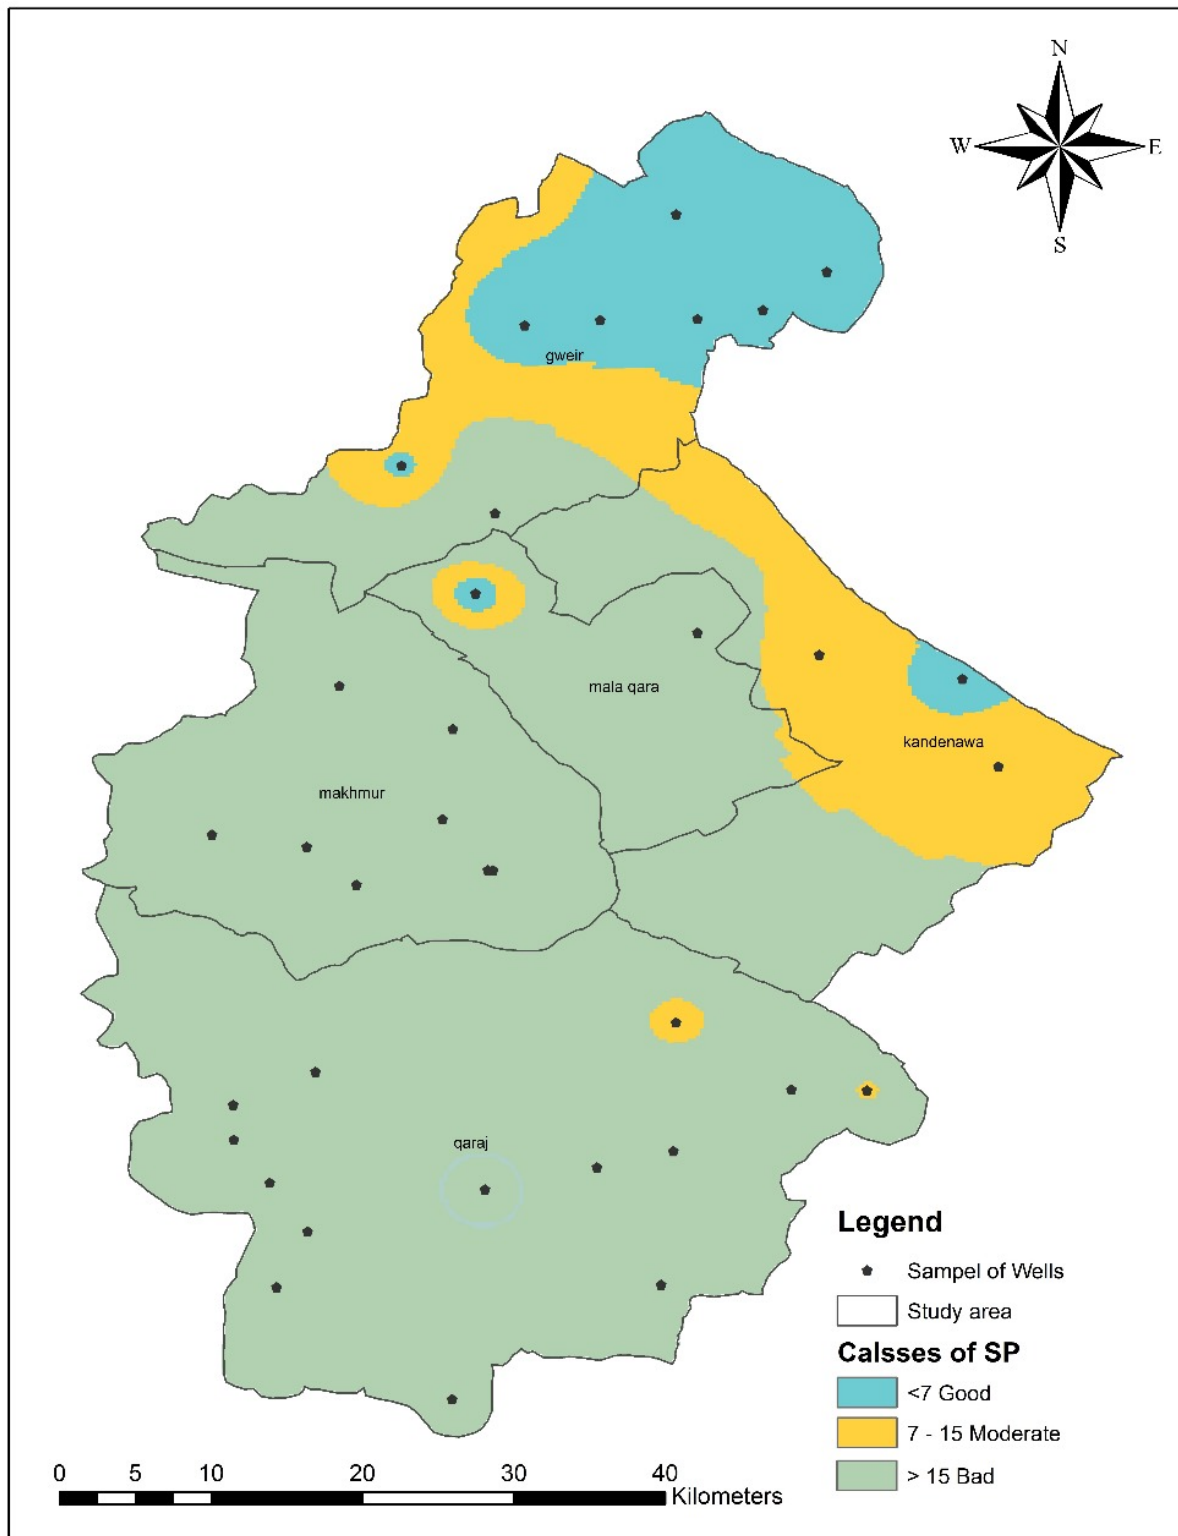 N
W E
S
gweir
mala qara
kandenawa
makhmur
qaraj
Legend
Sampel of Wells
Study area
Calsses of SP
<7 Good
7 - 15 Moderate
> 15 Bad
0 5 10 20 30 40
Kilometers